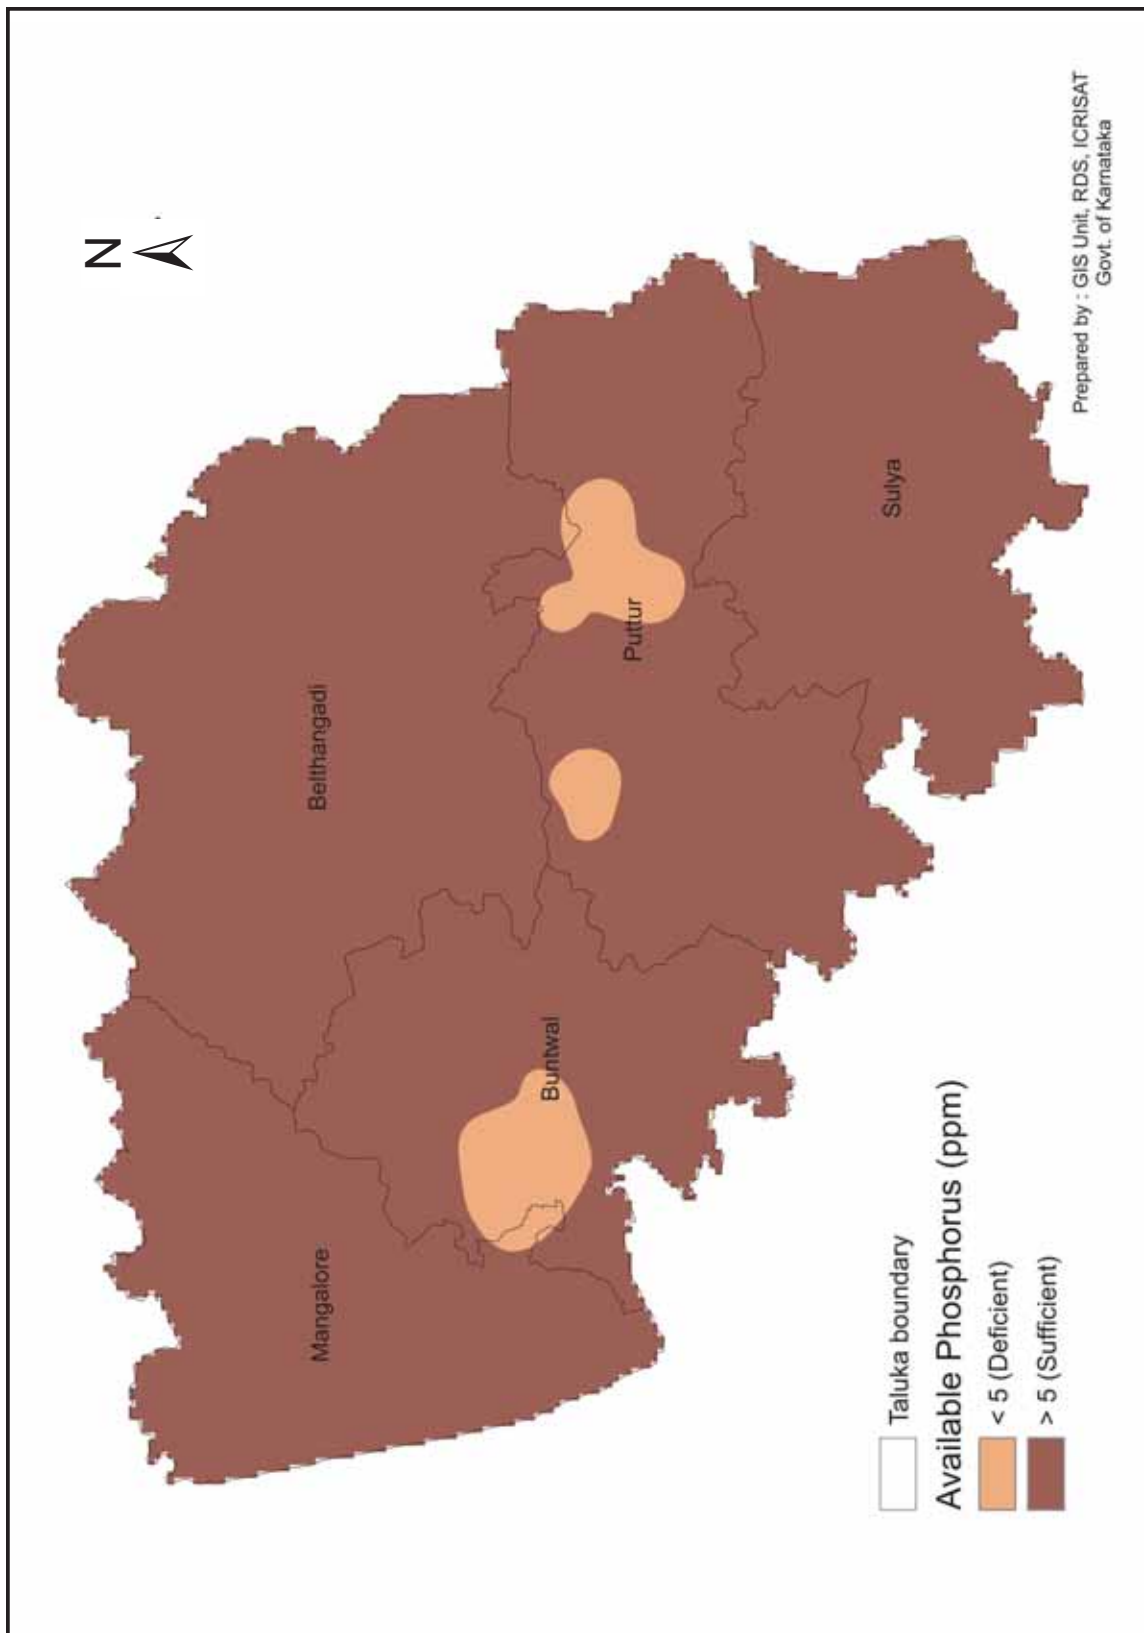 N
Belthangadi
Mangalore
Buntwal
Puttur
Sulya
Taluka boundary
Available Phosphorus (ppm)
< 5 (Deficient)
> 5 (Sufficient)
Prepared by : GIS Unit, RDS, ICRISAT
Govt. of Karnataka